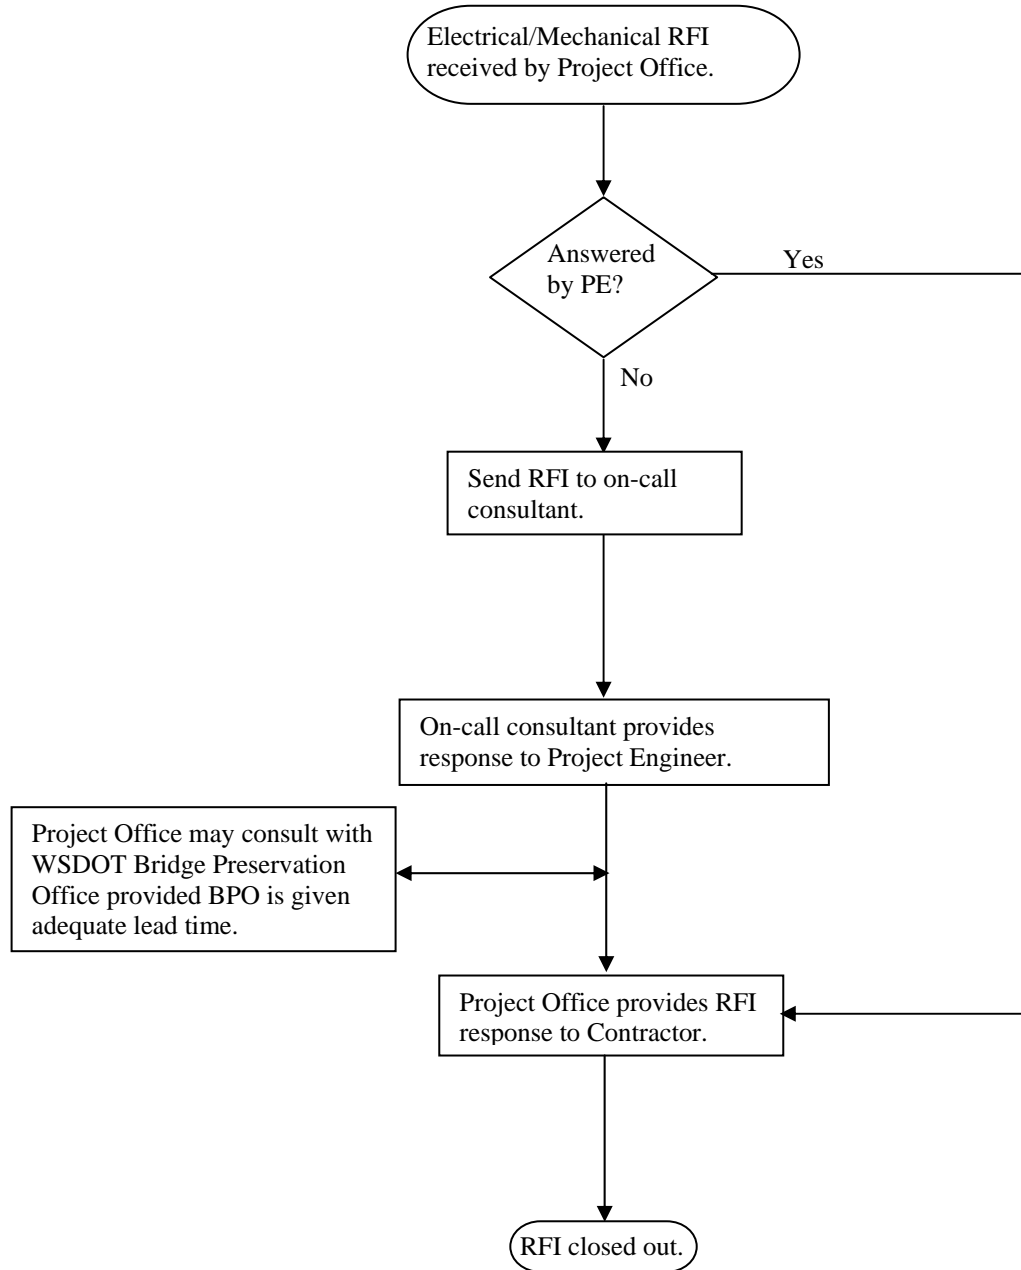 Electrical/Mechanical RFI
received by Project Office.
Answered
by PE?
Yes
No
Send RFI to on-call
consultant.
On-call consultant provides
response to Project Engineer.
Project Office may consult with
WSDOT Bridge Preservation
Office provided BPO is given
adequate lead time.
Project Office provides RFI
response to Contractor.
RFI closed out.